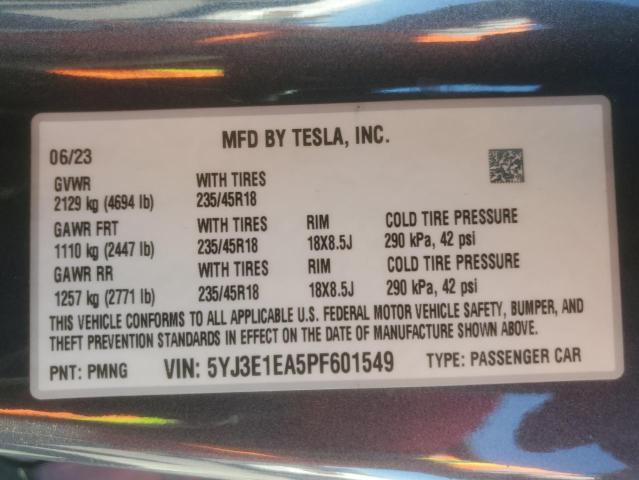 MFD BY TESLA, INC.
06/23
GVWR WITH TIRES
2129 kg (4694 lb) 235/45R18
GAWR FRT WITH TIRES RIM COLD TIRE PRESSURE
1110 kg (2447 lb) 235/45R18 18X8.5J 290 kPa, 42 psi
GAWR RR WITH TIRES RIM COLD TIRE PRESSURE
1257 kg (2771 lb) 235/45R18 18X8.5J 290 kPa, 42 psi
THIS VEHICLE CONFORMS TO ALL APPLICABLE U.S. FEDERAL MOTOR VEHICLE SAFETY, BUMPER, AND
THEFT PREVENTION STANDARDS IN EFFECT ON THE DATE OF MANUFACTURE SHOWN ABOVE.
PNT: PMNG VIN: 5YJ3E1EA5PF601549 TYPE: PASSENGER CAR